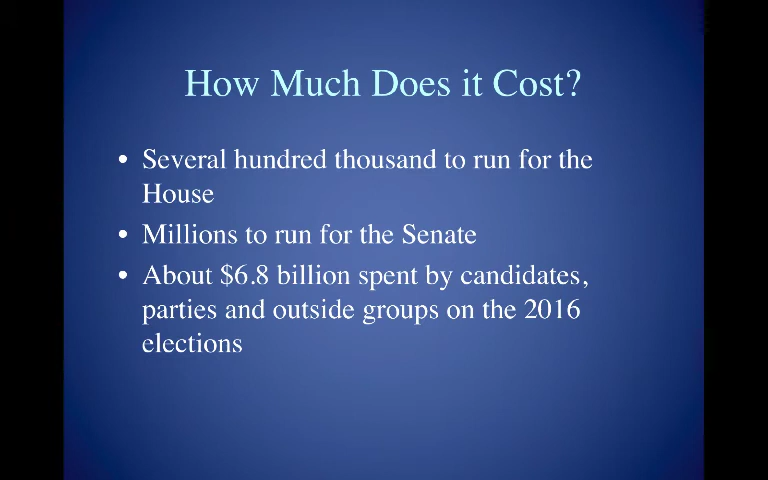 How Much Does it Cost?
• Several hundred thousand to run for the
House
• Millions to run for the Senate
• About $6.8 billion spent by candidates,
parties and outside groups on the 2016
elections